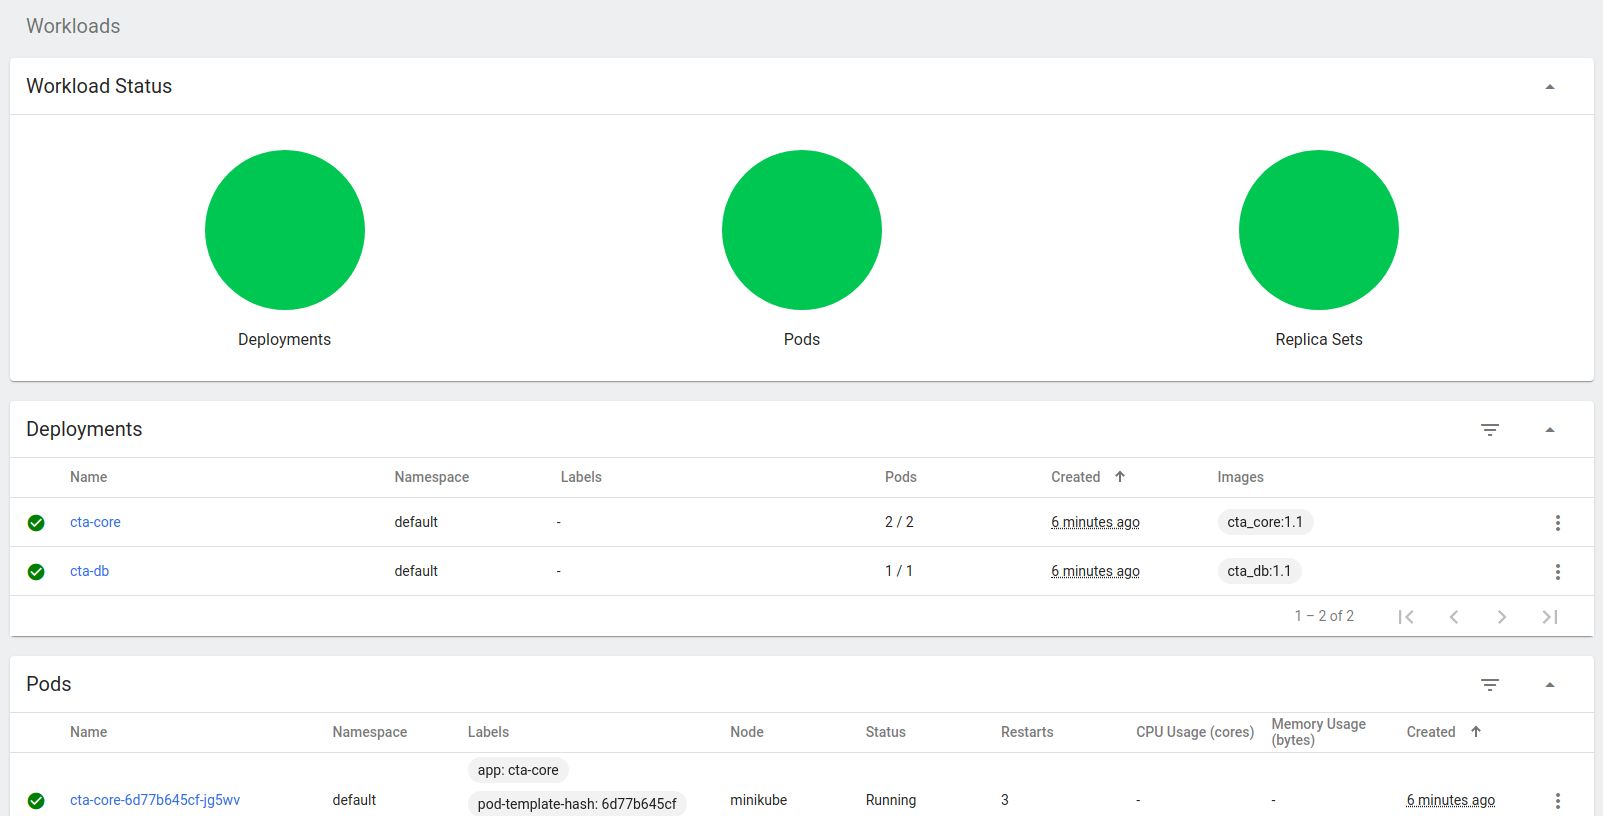 Workloads
Workload Status
Deployments Pods Replica Sets
Deployments
Name Namespace Labels Pods Created Images
cta-core default - 2 / 2 6 minutes ago cta_core:1.1
cta-db default - 1 / 1 6 minutes ago cta_db:1.1
1 – 2 of 2
Pods
Name Namespace Labels Node Status Restarts CPU Usage (cores) Memory Usage (bytes) Created
app: cta-core
cta-core-6d77b645cf-jg5wv default pod-template-hash: 6d77b645cf minikube Running 3 - - 6 minutes ago